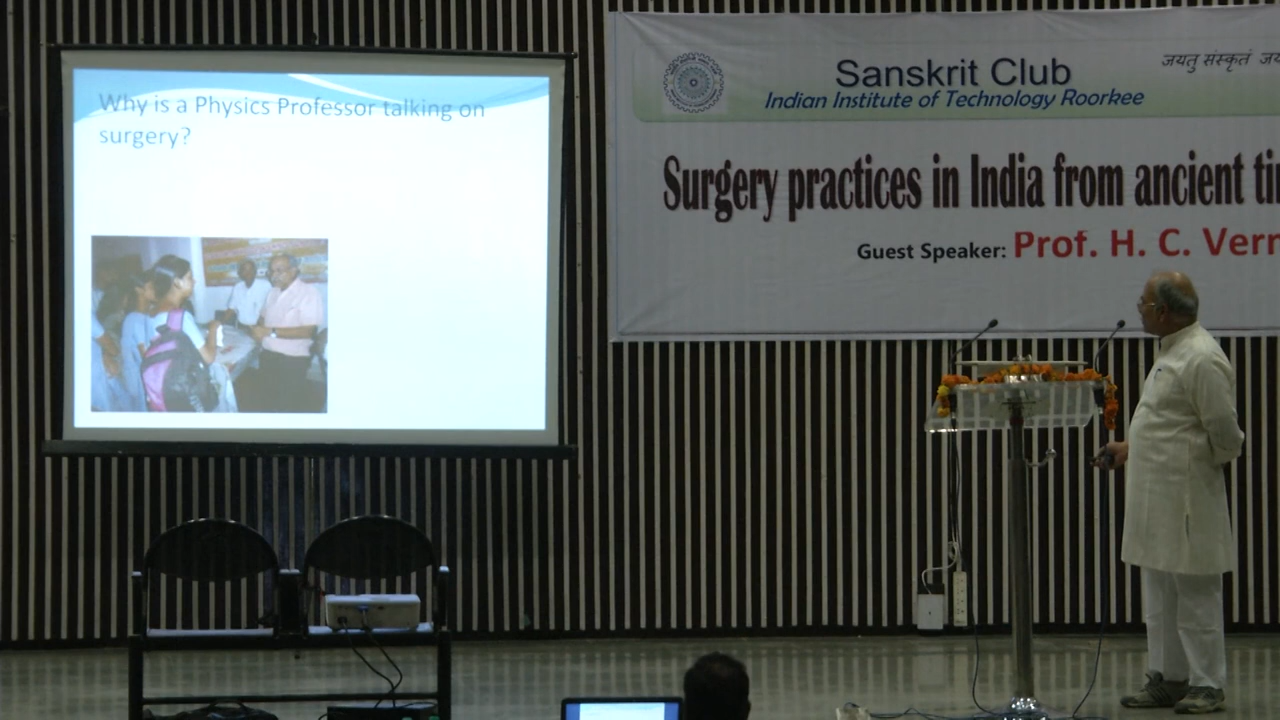 Why is a Physics Professor talking on
surgery?
Sanskrit Club
Indian Institute of Technology Roorkee
जयतु संस्कृतं
Surgery practices in India from ancient
Guest Speaker: Prof. H. C.